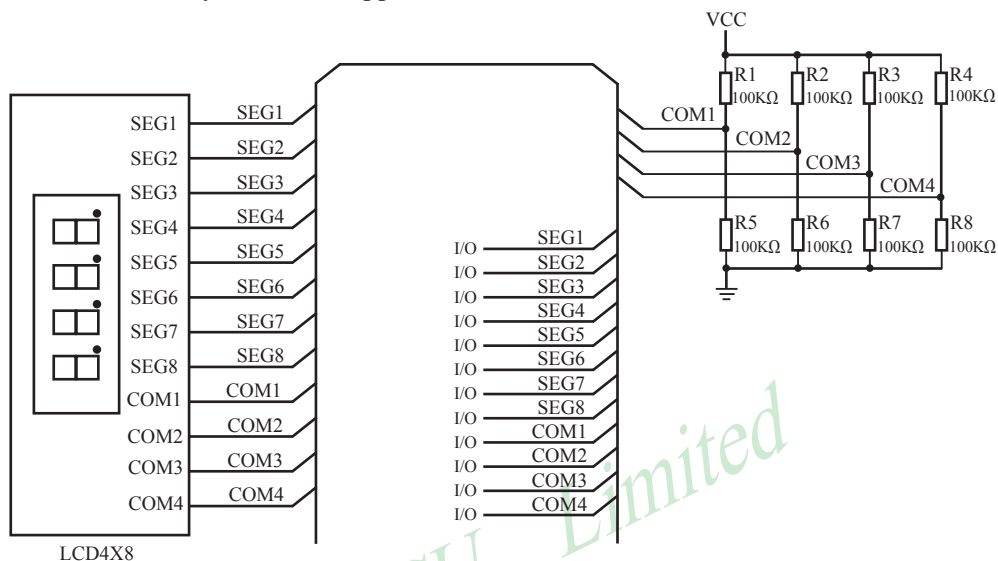 VCC
R1 R2 R3 R4
100KΩ 100KΩ 100KΩ 100KΩ
COM1
COM2
COM3
COM4
R5 R6 R7 R8
100KΩ 100KΩ 100KΩ 100KΩ
SEG1 SEG1
SEG2 SEG2
SEG3 SEG3
SEG4 SEG4
SEG5 SEG5
SEG6 SEG6
SEG7 SEG7
SEG8 SEG8
COM1 COM1
COM2 COM2
COM3 COM3
COM4 COM4
LCD4X8
I/O SEG1
I/O SEG2
I/O SEG3
I/O SEG4
I/O SEG5
I/O SEG6
I/O SEG7
I/O SEG8
I/O COM1
I/O COM2
I/O COM3
I/O COM4
Limited